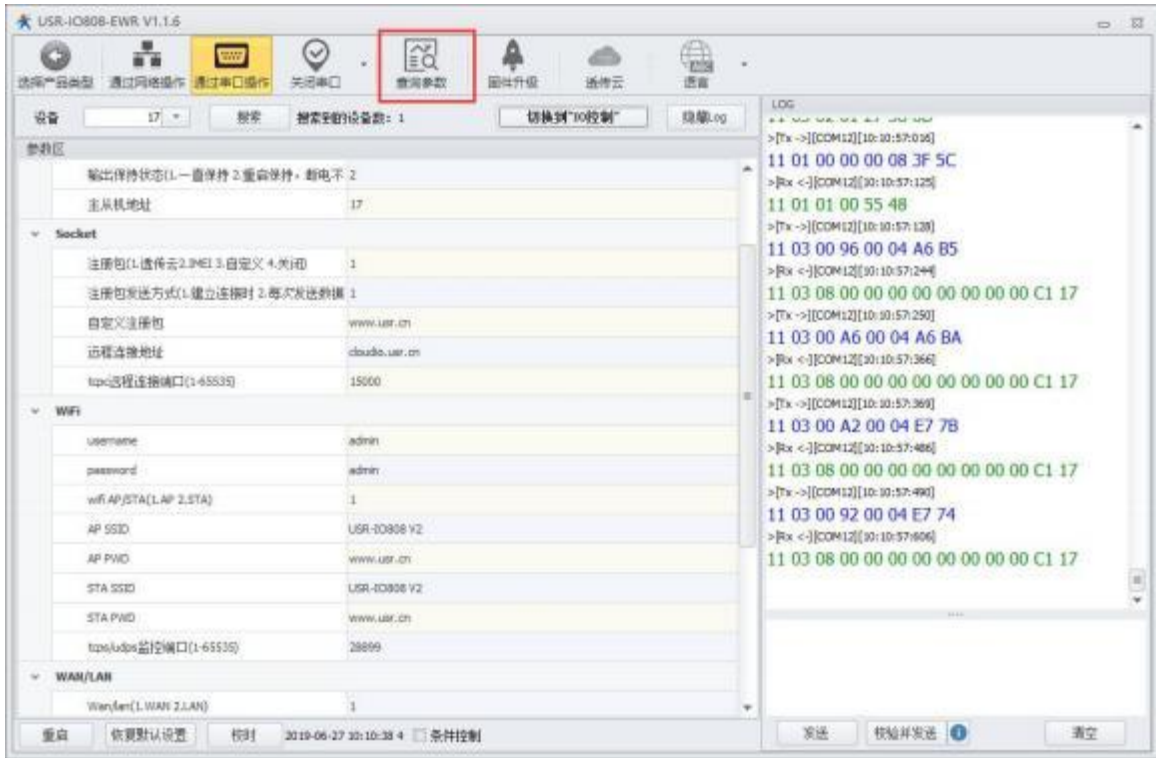 USR-IO808-EWR V1.1.6
选择产品类型 通过网络操作 通过串口操作 关闭串口 查询参数 固件升级 透传云 语言
设备 17 搜索 搜索到的设备数：1 切换到"IO控制" 隐藏Log
参数区
输出保持状态(1.一直保持 2.重启保持，断电不 2
主从机地址 17
Socket
注册包(1.透传云2.IMEI 3.自定义 4.关闭) 1
注册包发送方式(1.建立连接时 2.每次发送数据 1
自定义注册包 www.usr.cn
远程连接地址 cloudio.usr.cn
tcpc远程连接端口(1-65535) 15000
WiFi
username admin
password admin
wifi AP/STA(1.AP 2.STA) 1
AP SSID USR-IO808 V2
AP PWD www.usr.cn
STA SSID USR-IO808 V2
STA PWD www.usr.cn
tcps/udps监控端口(1-65535) 28899
WAN/LAN
Wan/lan(1.WAN 2.LAN) 1
重启 恢复默认设置 校时 2019-06-27 10:10:38 4 条件控制
LOG
>[Tx ->][COM12][10:10:57:016]
11 01 00 00 00 08 3F 5C
>[Rx <-][COM12][10:10:57:125]
11 01 01 00 55 48
>[Tx ->][COM12][10:10:57:128]
11 03 00 96 00 04 A6 B5
>[Rx <-][COM12][10:10:57:244]
11 03 08 00 00 00 00 00 00 00 00 C1 17
>[Tx ->][COM12][10:10:57:250]
11 03 00 A6 00 04 A6 BA
>[Rx <-][COM12][10:10:57:366]
11 03 08 00 00 00 00 00 00 00 00 C1 17
>[Tx ->][COM12][10:10:57:369]
11 03 00 A2 00 04 E7 7B
>[Rx <-][COM12][10:10:57:486]
11 03 08 00 00 00 00 00 00 00 00 C1 17
>[Tx ->][COM12][10:10:57:490]
11 03 00 92 00 04 E7 74
>[Rx <-][COM12][10:10:57:606]
11 03 08 00 00 00 00 00 00 00 00 C1 17
发送 校验并发送 清空